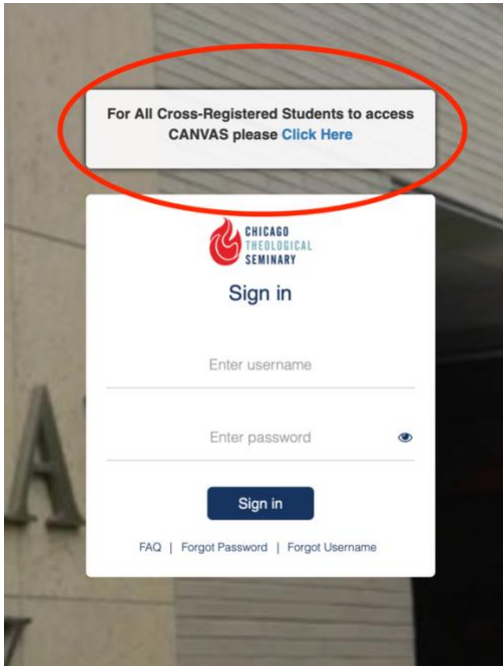 For All Cross-Registered Students to access
CANVAS please Click Here
CHICAGO
THEOLOGICAL
SEMINARY
Sign in
Enter username
Enter password
Sign in
FAQ | Forgot Password | Forgot Username
A